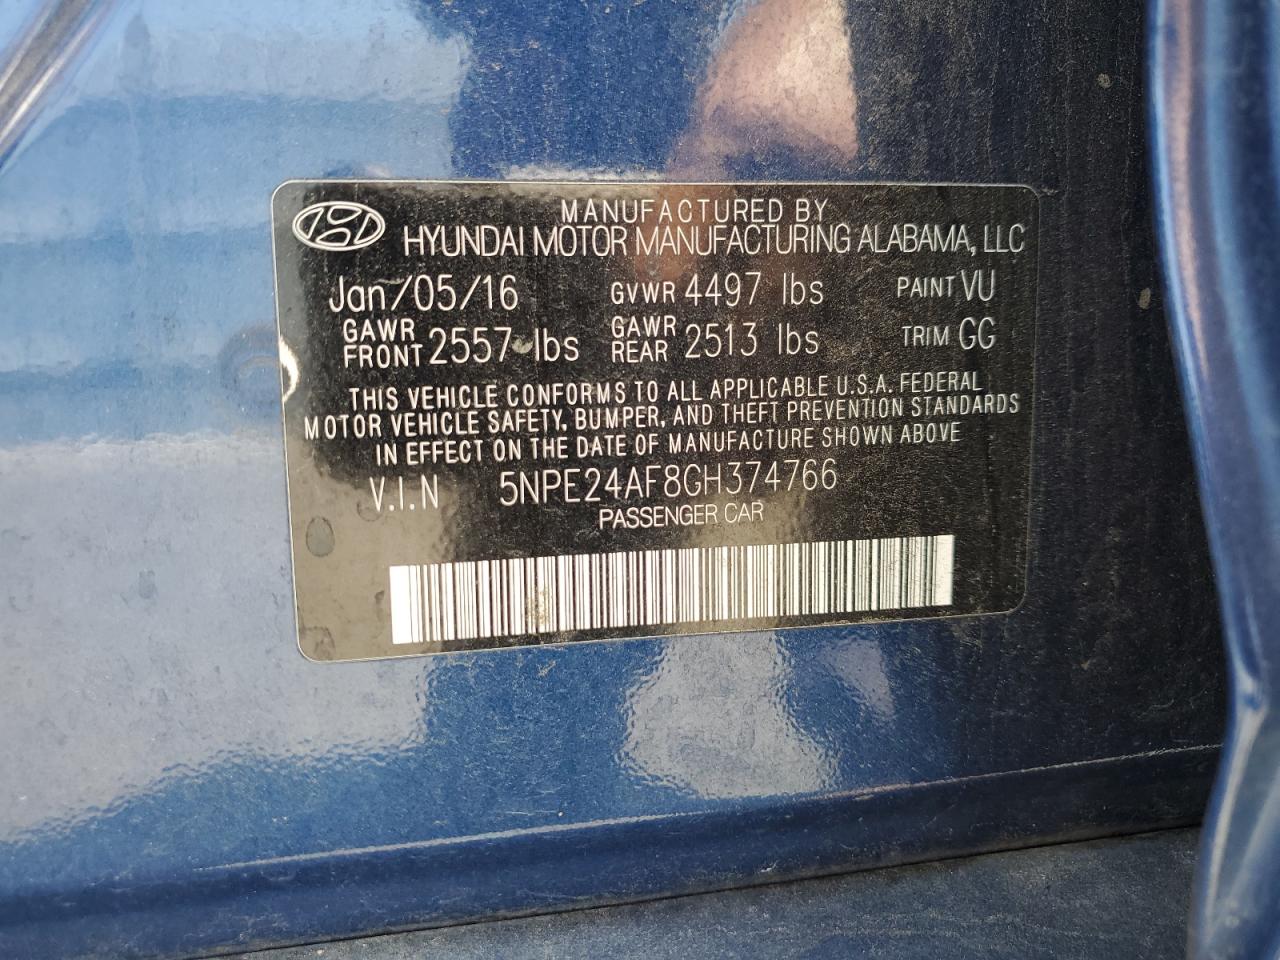 MANUFACTURED BY
HYUNDAI MOTOR MANUFACTURING ALABAMA, LLC
Jan/05/16 GVWR 4497 lbs PAINT VU
GAWR FRONT 2557 lbs GAWR REAR 2513 lbs TRIM GG
THIS VEHICLE CONFORMS TO ALL APPLICABLE U.S.A. FEDERAL
MOTOR VEHICLE SAFETY, BUMPER, AND THEFT PREVENTION STANDARDS
IN EFFECT ON THE DATE OF MANUFACTURE SHOWN ABOVE
V.I.N 5NPE24AF8GH374766
PASSENGER CAR